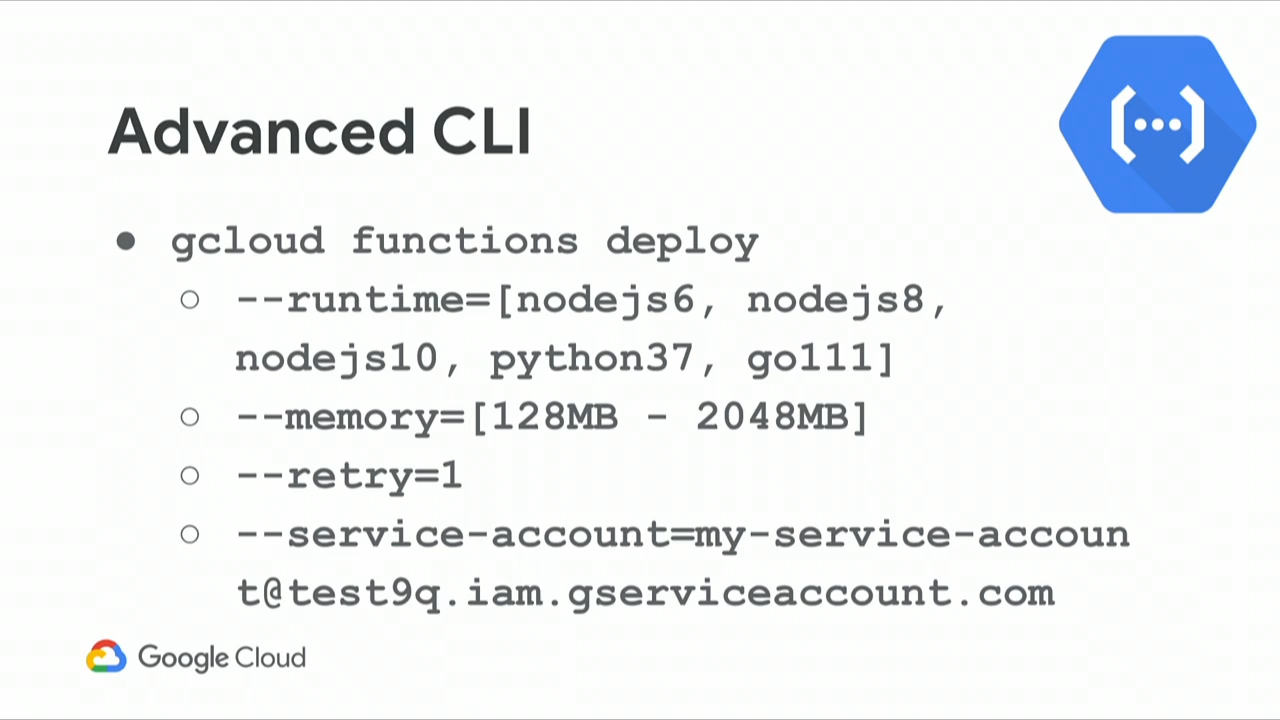 Advanced CLI
● gcloud functions deploy
○ --runtime=[nodejs6, nodejs8,
nodejs10, python37, go111]
○ --memory=[128MB - 2048MB]
○ --retry=1
○ --service-account=my-service-accoun
t@test9q.iam.gserviceaccount.com
Google Cloud